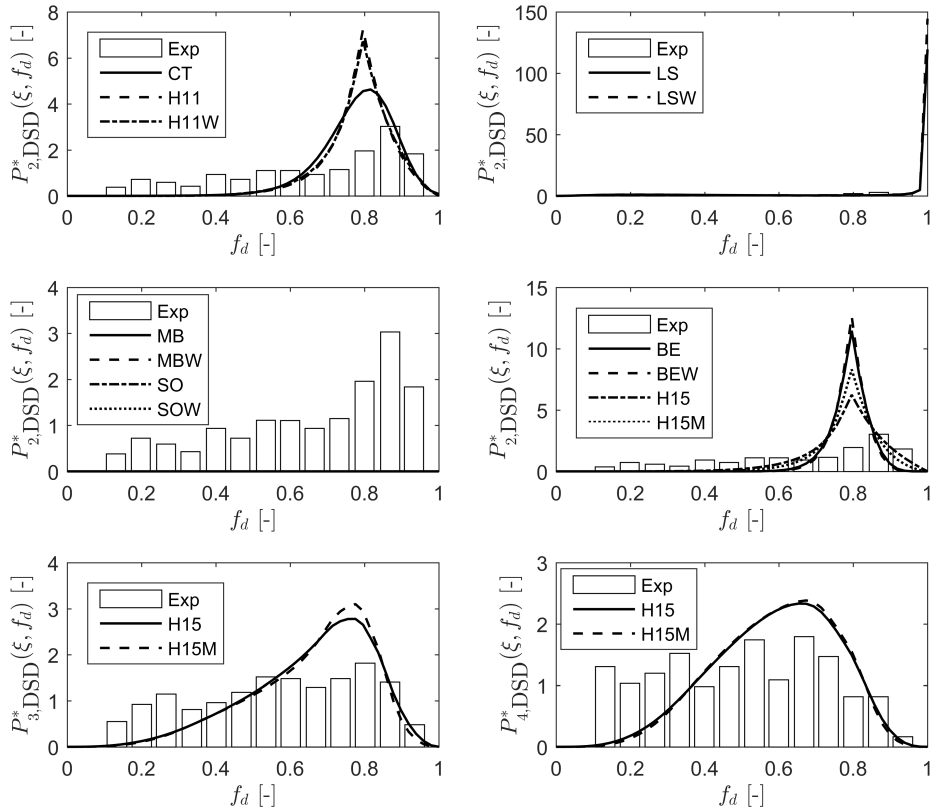 P*2,DSD(ξ, fd) [-]
8
6
4
2
0
Exp
CT
H11
H11W
0 0.2 0.4 0.6 0.8 1
fd [-]
P*2,DSD(ξ, fd) [-]
150
100
50
0
Exp
LS
LSW
0 0.2 0.4 0.6 0.8 1
fd [-]
P*2,DSD(ξ, fd) [-]
4
3
2
1
0
Exp
MB
MBW
SO
SOW
0 0.2 0.4 0.6 0.8 1
fd [-]
P*2,DSD(ξ, fd) [-]
15
10
5
0
Exp
BE
BEW
H15
H15M
0 0.2 0.4 0.6 0.8 1
fd [-]
P*3,DSD(ξ, fd) [-]
4
3
2
1
0
Exp
H15
H15M
0 0.2 0.4 0.6 0.8 1
fd [-]
P*4,DSD(ξ, fd) [-]
3
2
1
0
Exp
H15
H15M
0 0.2 0.4 0.6 0.8 1
fd [-]